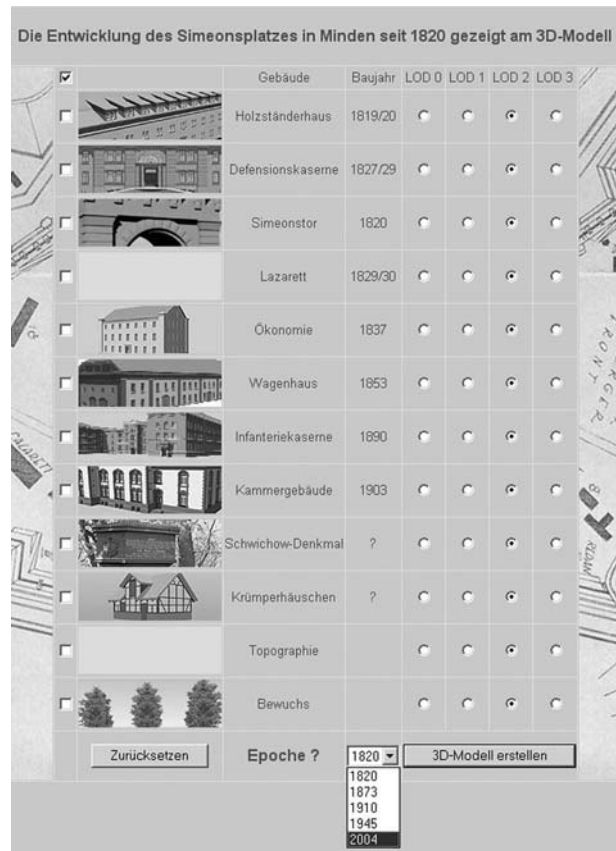 Die Entwicklung des Simeonsplatzes in Minden seit 1820 gezeigt am 3D-Modell
Gebäude Baujahr LOD 0 LOD 1 LOD 2 LOD 3
Holzständerhaus 1819/20
Defensionskaserne 1827/29
Simeonstor 1820
Lazarett 1829/30
Ökonomie 1837
Wagenhaus 1853
Infanteriekaserne 1890
Kammergebäude 1903
Schwichow-Denkmal ?
Krümperhäuschen ?
Topographie
Bewuchs
Zurücksetzen Epoche ? 1820 3D-Modell erstellen
1820
1873
1910
1945
2004